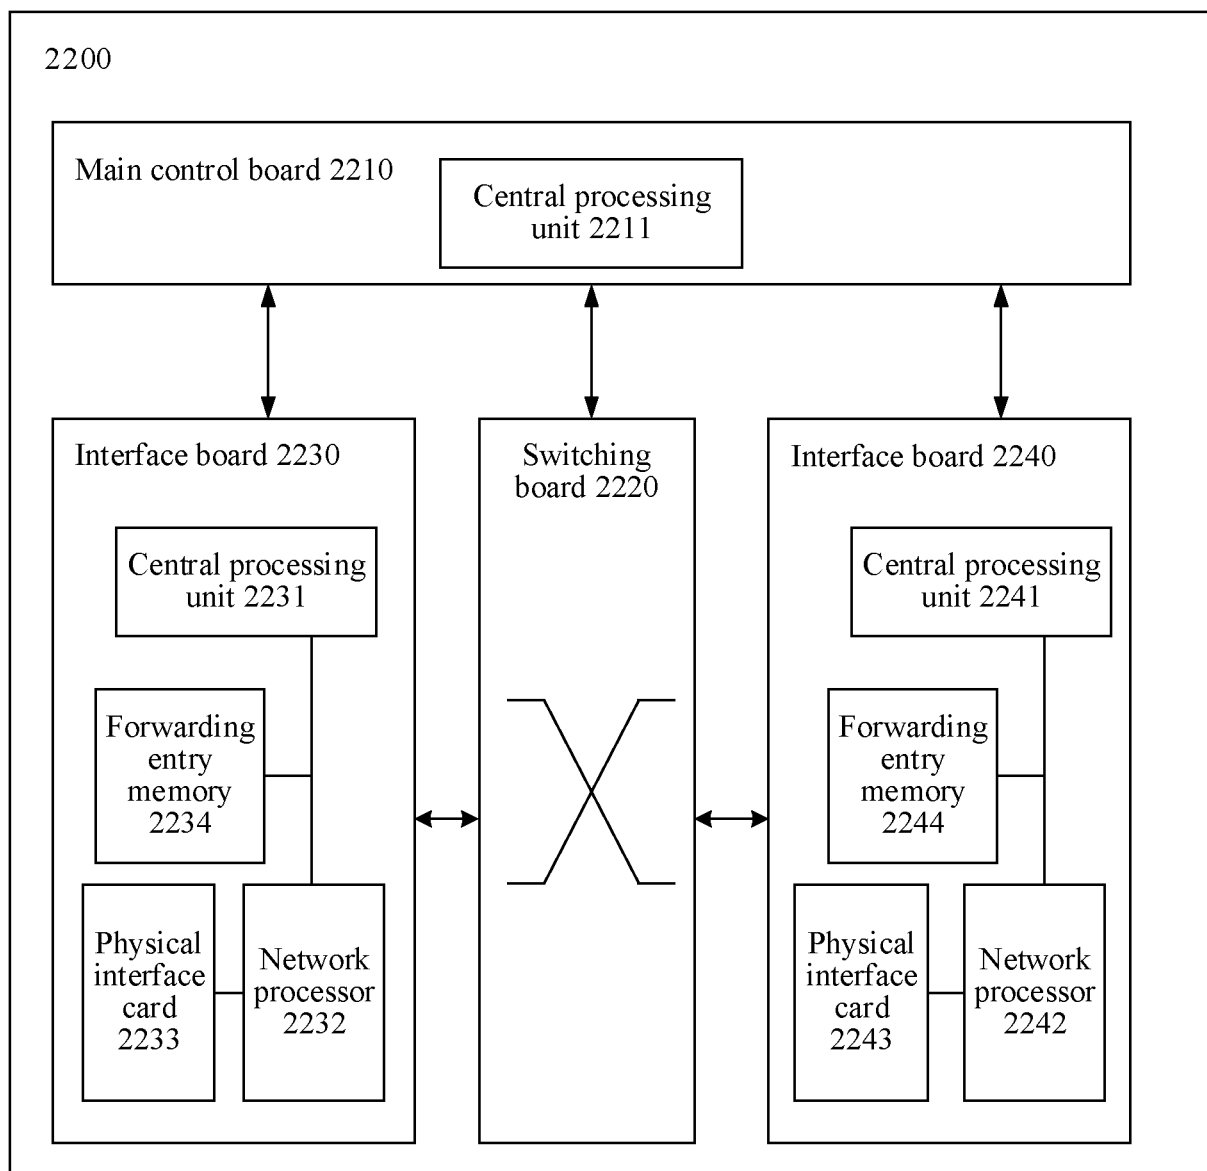 2200
Main control board 2210
Central processing
unit 2211
Interface board 2230
Central processing
unit 2231
Forwarding
entry
memory
2234
Physical
interface
card
2233
Network
processor
2232
Switching
board 2220
Interface board 2240
Central processing
unit 2241
Forwarding
entry
memory
2244
Physical
interface
card
2243
Network
processor
2242